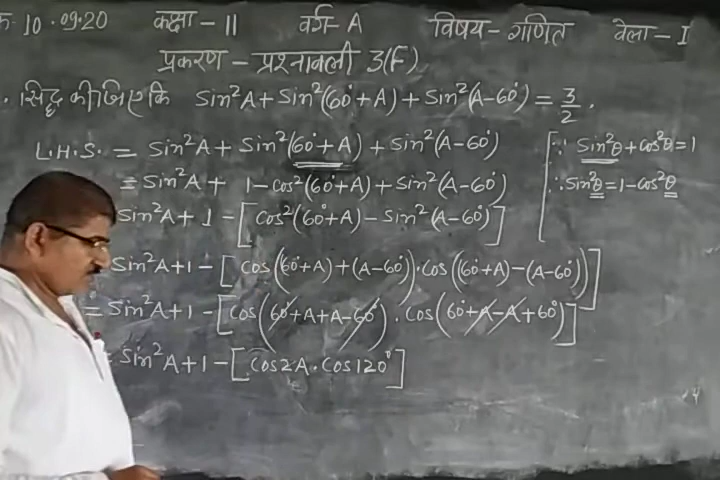 10.09.20 कक्षा - 11 वर्ग - A विषय - गणित वेला - I
प्रकरण - प्रश्नावली 3(F)
सिद्ध कीजिए कि Sin²A + Sin²(60° + A) + Sin²(A - 60°) = 3/2 .
L.H.S. = Sin²A + Sin²(60° + A) + Sin²(A - 60°)
= Sin²A + 1 - cos²(60° + A) + Sin²(A - 60°)
Sin²A + 1 - [cos²(60° + A) - Sin²(A - 60°)]
Sin²A + 1 - [cos(60° + A) + (A - 60°))·cos((60° + A) - (A - 60°))]
= Sin²A + 1 - [cos(60° + A + A - 60°) . cos(60° + A - A + 60°)]
= Sin²A + 1 - [cos2A . cos120°]
[∵ Sin²θ + cos²θ = 1
∴ Sin²θ = 1 - cos²θ